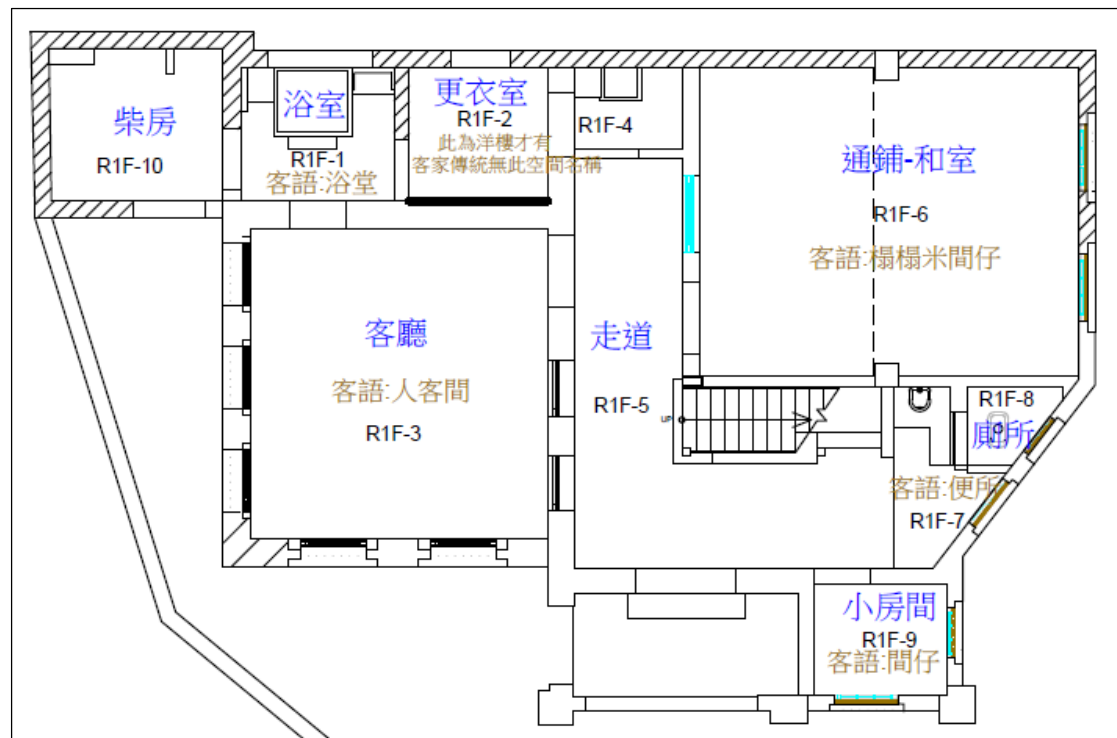 柴房
R1F-10
浴室
R1F-1
客語:浴堂
更衣室
R1F-2
此為洋樓才有
客家傳統無此空間名稱
R1F-4
通鋪-和室
R1F-6
客語:榻榻米間仔
客廳
客語:人客間
R1F-3
走道
R1F-5
UP
R1F-8
廁所
客語:便所
R1F-7
小房間
R1F-9
客語:間仔